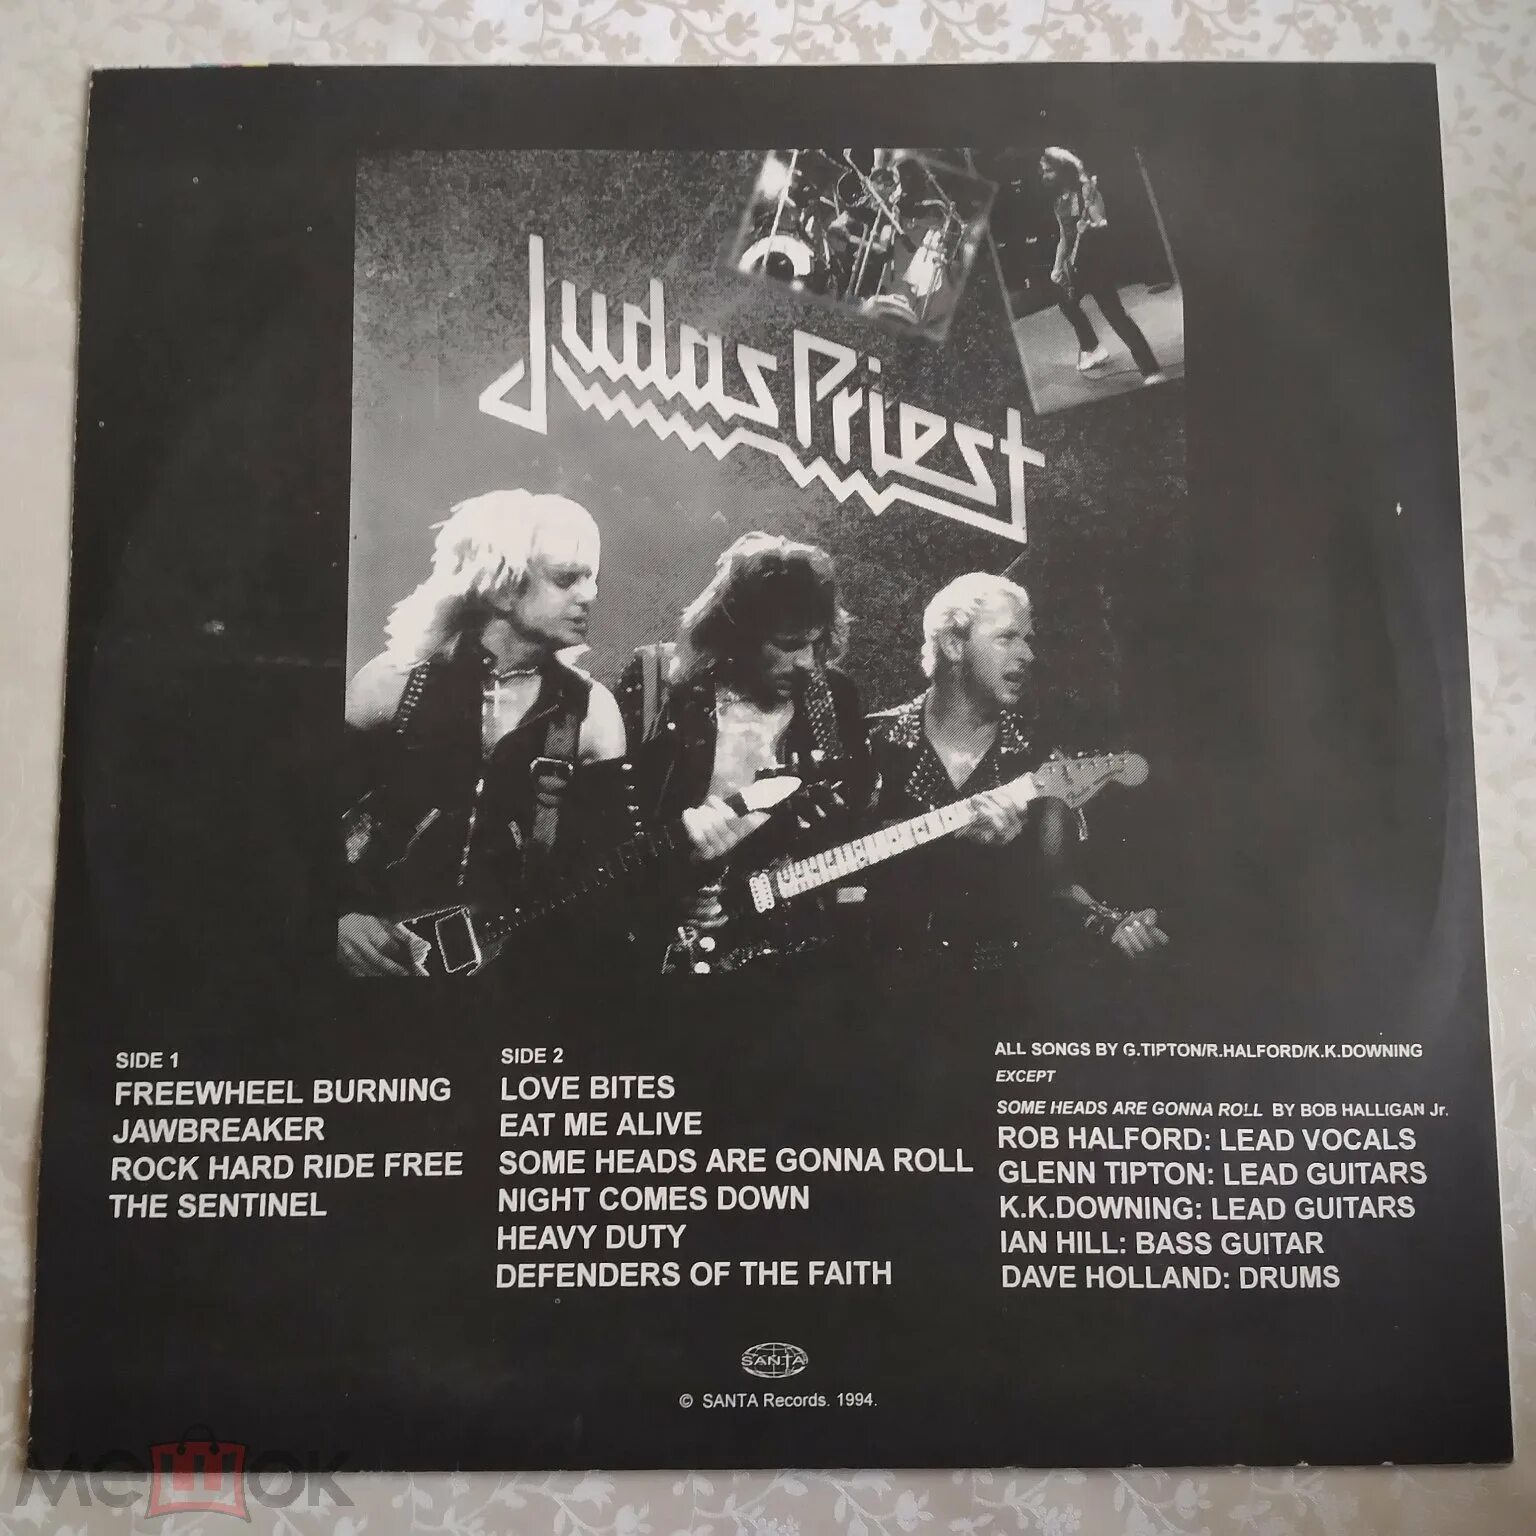 Judas Priest
SIDE 1
FREEWHEEL BURNING
JAWBREAKER
ROCK HARD RIDE FREE
THE SENTINEL
SIDE 2
LOVE BITES
EAT ME ALIVE
SOME HEADS ARE GONNA ROLL
NIGHT COMES DOWN
HEAVY DUTY
DEFENDERS OF THE FAITH
ALL SONGS BY G.TIPTON/R.HALFORD/K.K.DOWNING
EXCEPT
SOME HEADS ARE GONNA ROLL BY BOB HALLIGAN Jr.
ROB HALFORD: LEAD VOCALS
GLENN TIPTON: LEAD GUITARS
K.K.DOWNING: LEAD GUITARS
IAN HILL: BASS GUITAR
DAVE HOLLAND: DRUMS
SANTA
© SANTA Records. 1994.
мешок